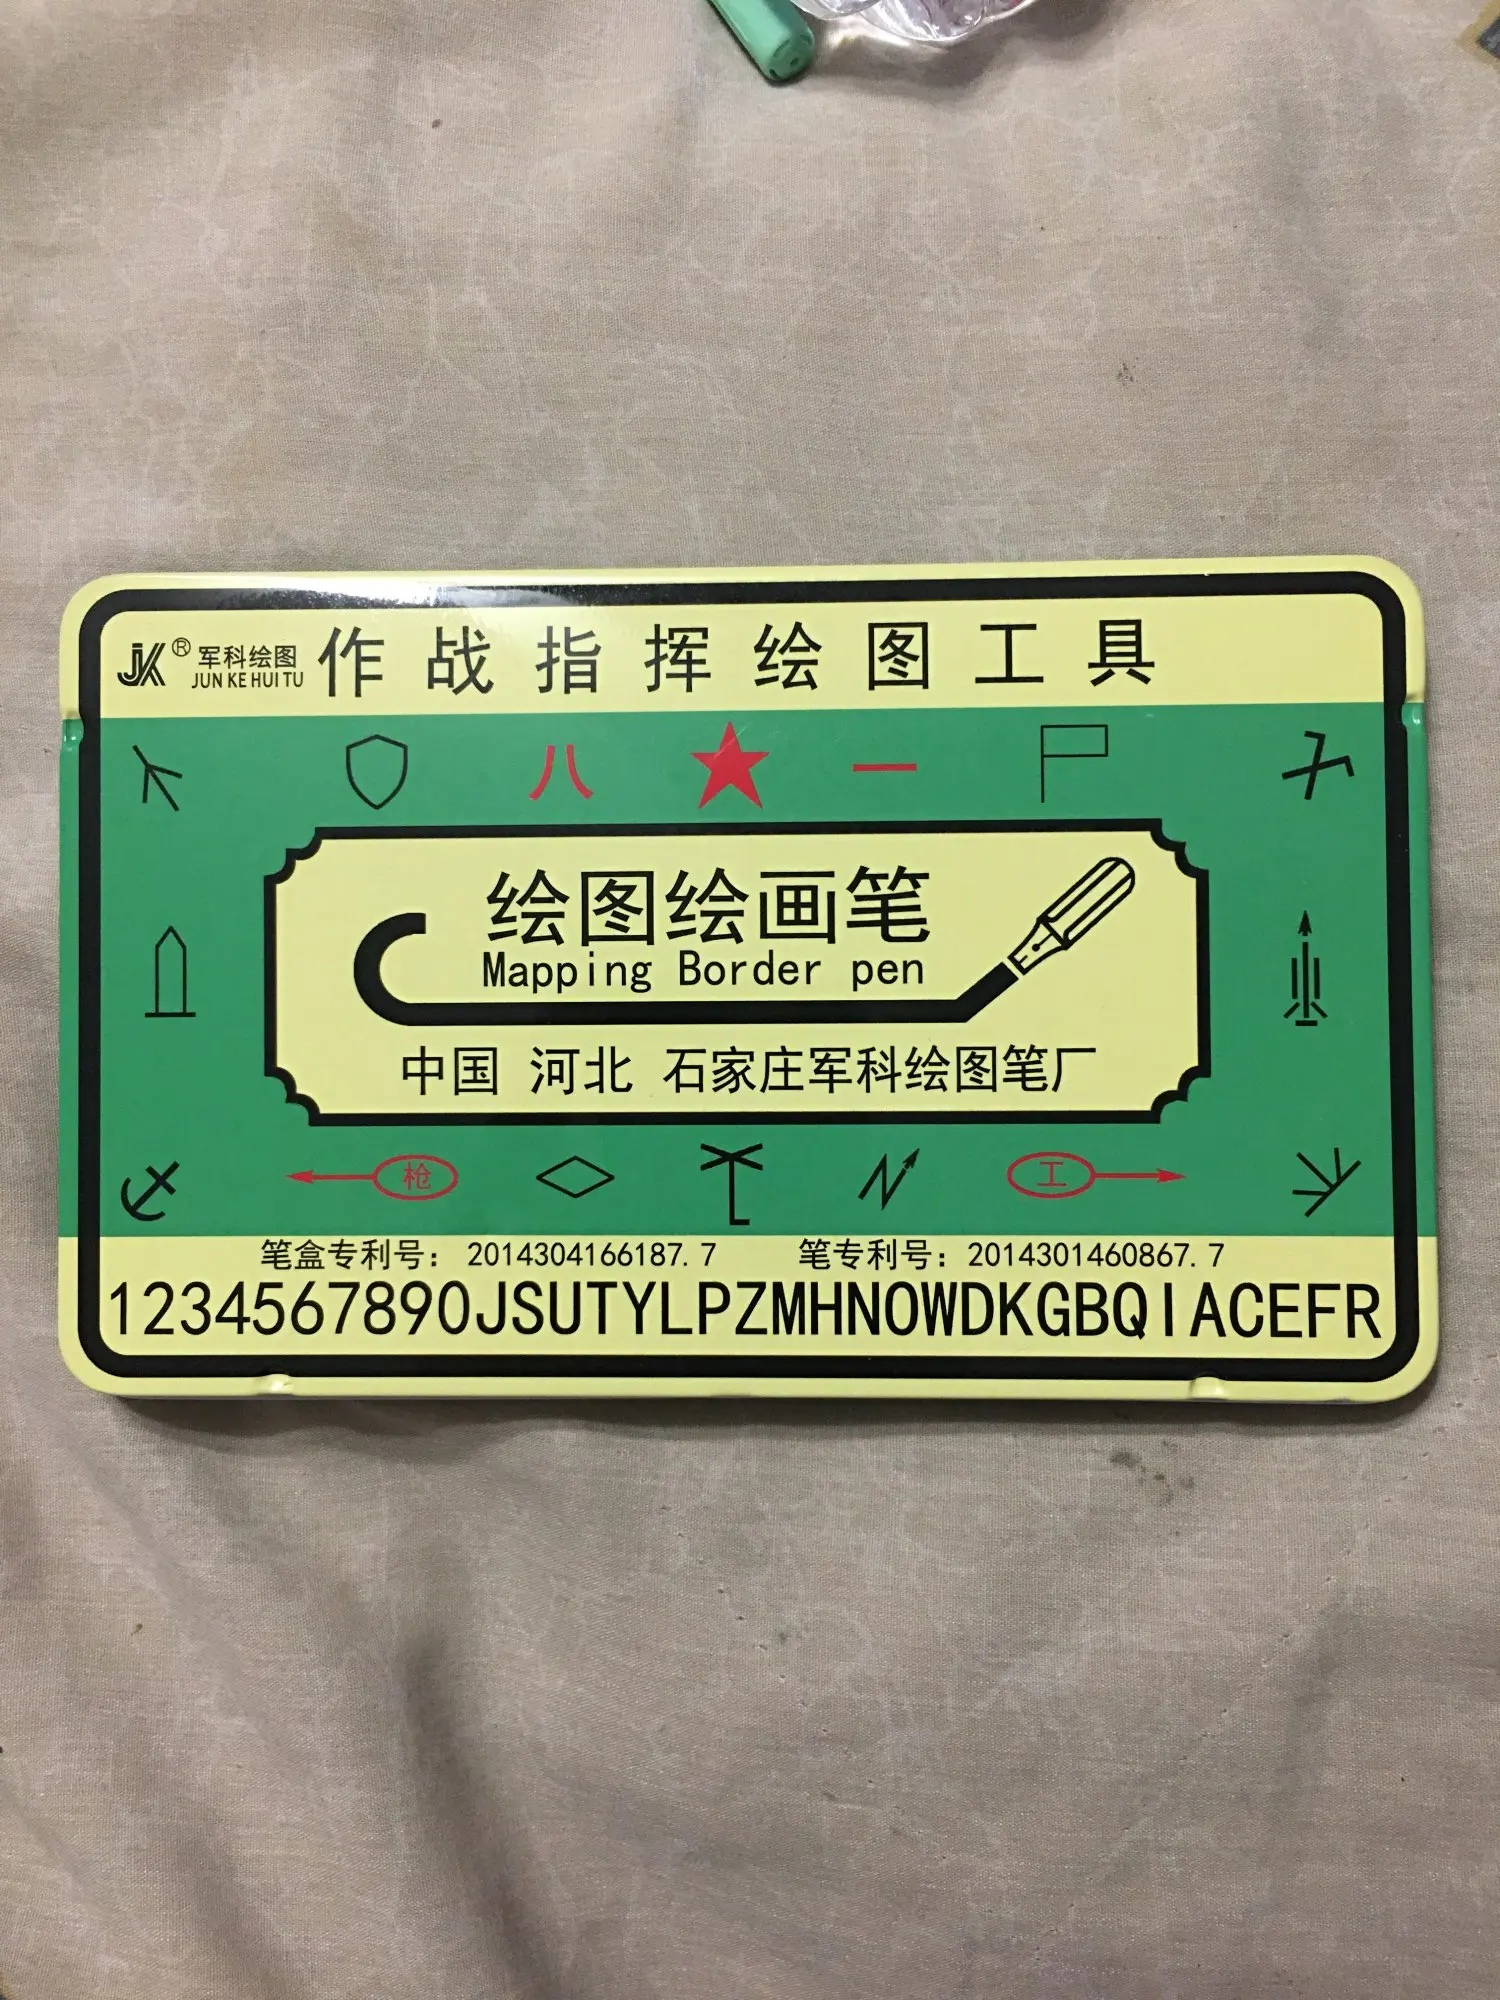 JK® 军科绘图 作战指挥绘图工具
JUN KE HUI TU
八 一
绘图绘画笔
Mapping Border pen
中国 河北 石家庄军科绘图笔厂
枪 工
笔盒专利号：2014304166187.7 笔专利号：2014301460867.7
1234567890JSUTYLPZMHNOWDKGBQIACEFR